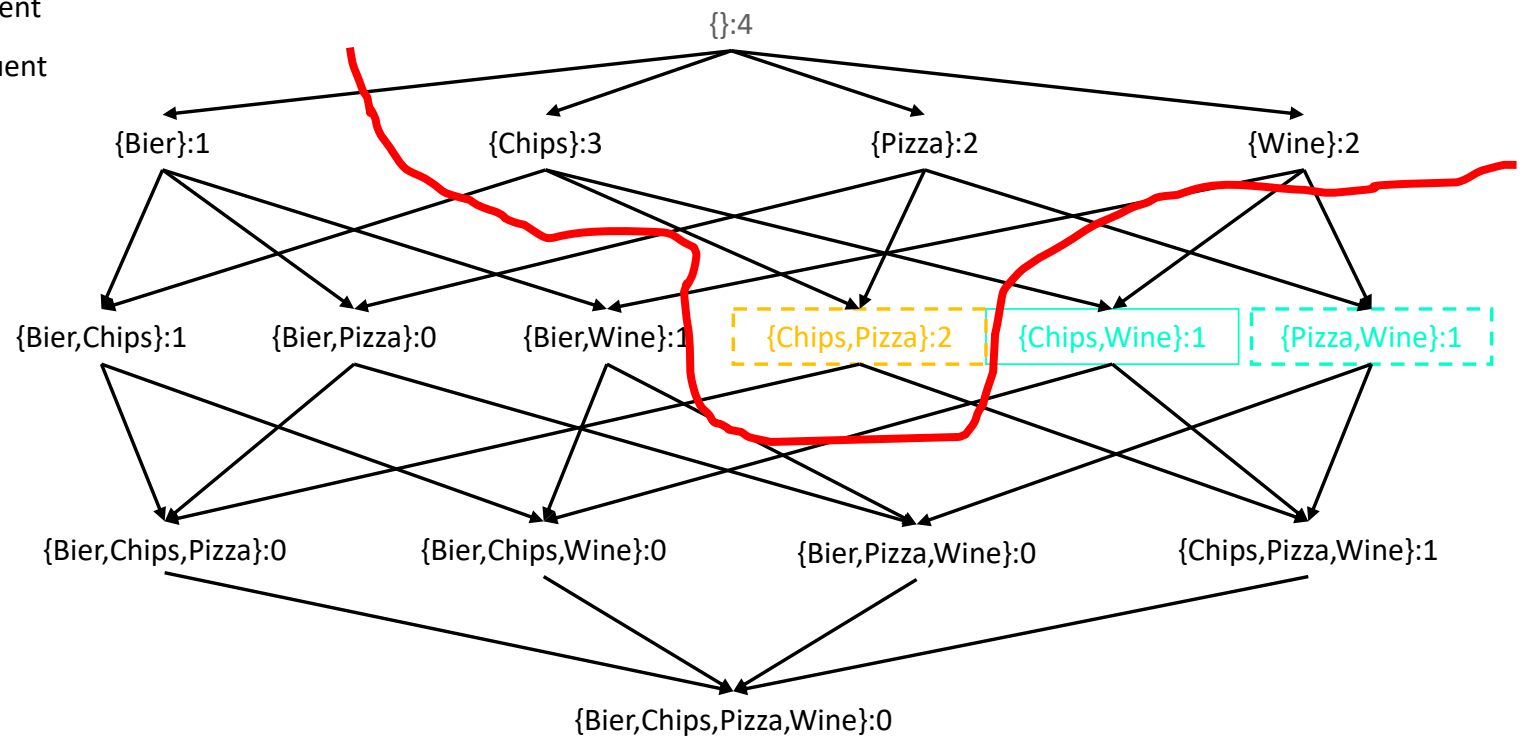 {}:4
{Bier}:1 {Chips}:3 {Pizza}:2 {Wine}:2
{Bier,Chips}:1 {Bier,Pizza}:0 {Bier,Wine}:1 {Chips,Pizza}:2 {Chips,Wine}:1 {Pizza,Wine}:1
{Bier,Chips,Pizza}:0 {Bier,Chips,Wine}:0 {Bier,Pizza,Wine}:0 {Chips,Pizza,Wine}:1
{Bier,Chips,Pizza,Wine}:0